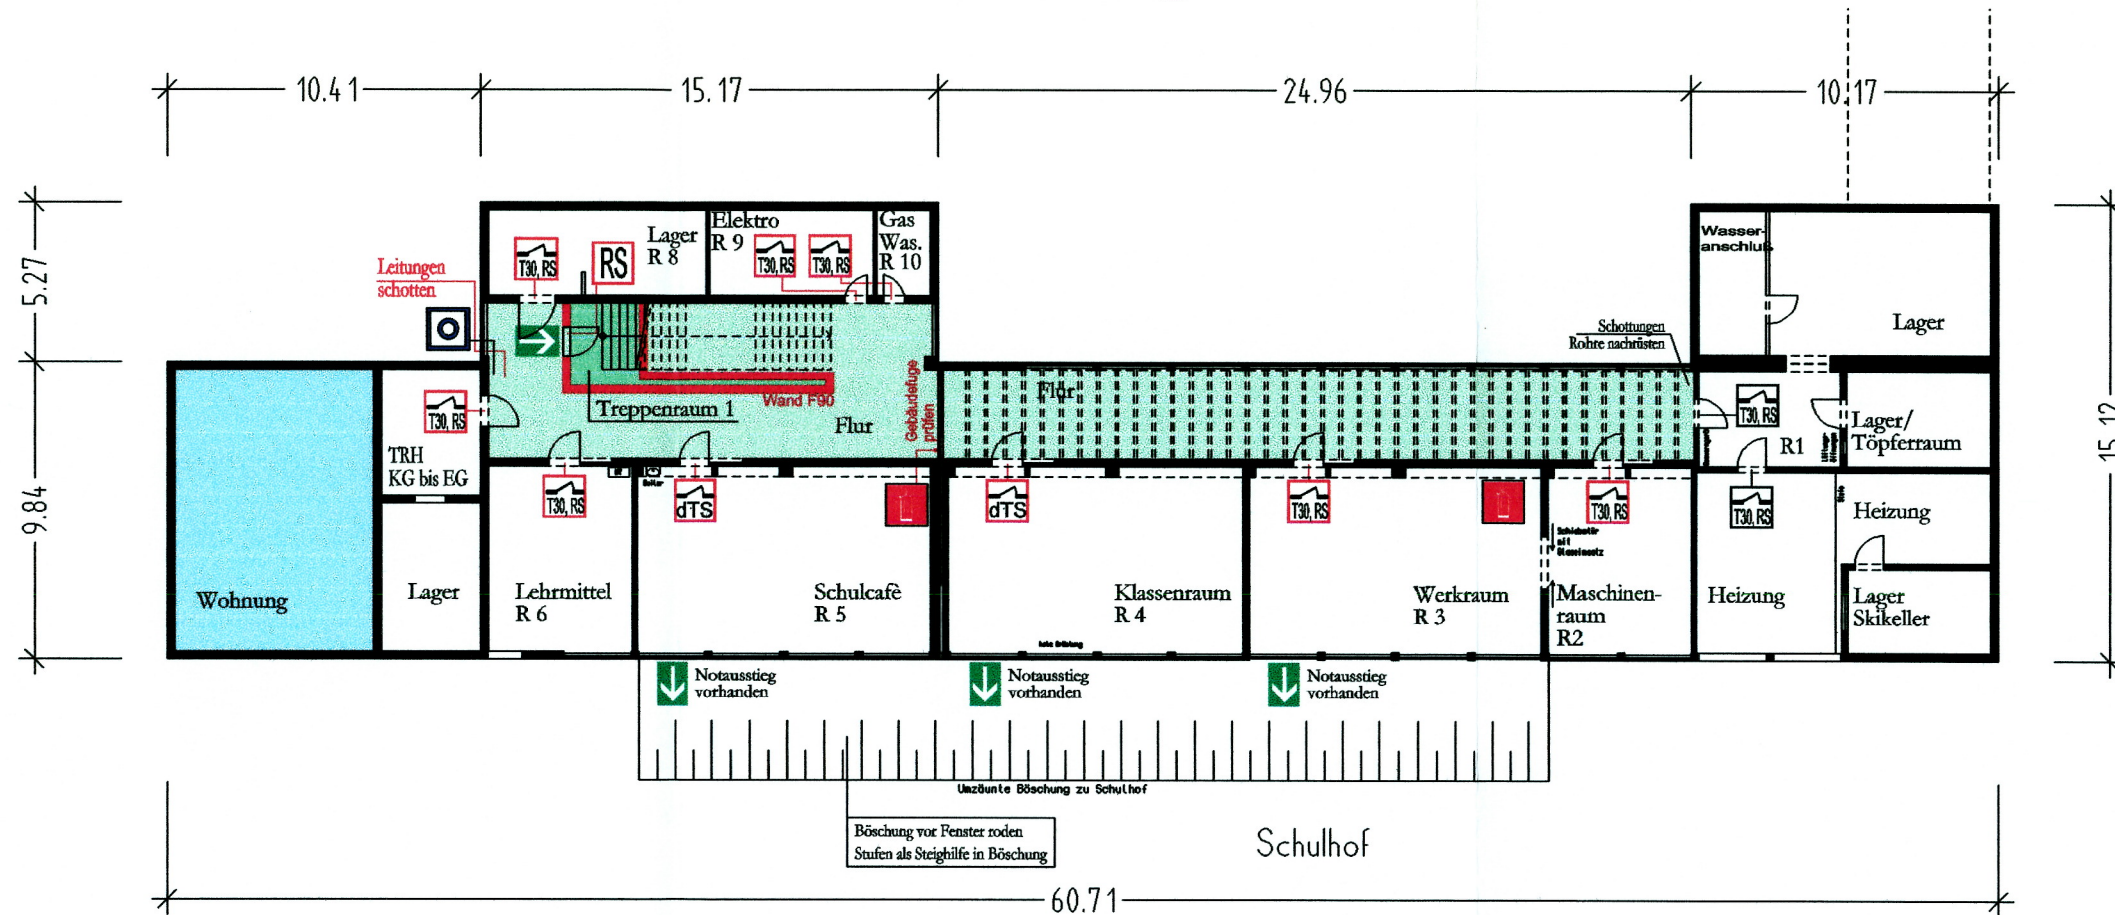 10.41
15.17
24.96
10.17
5.27
9.84
15.12
60.71
Leitungen
schotten
T30, RS
RS
Lager
R 8
Elektro
R 9
T30, RS
T30, RS
Gas
Was.
R 10
Wasser-
anschluß
Lager
Schottungen
Rohre nachrüsten
T30, RS
TRH
KG bis EG
Treppenraum 1
Wand F90
Flur
Gebäudefuge
prüfen
Flur
T30, RS
R1
Lager/
Töpferraum
T30, RS
dTS
dTS
T30, RS
T30, RS
T30, RS
Schiebetür
mit
Glaseinsatz
Heizung
Wohnung
Lager
Lehrmittel
R 6
Schulcafè
R 5
Klassenraum
R 4
Werkraum
R 3
Maschinen-
raum
R2
Heizung
Lager
Skikeller
hohe Brüstung
Notausstieg
vorhanden
Notausstieg
vorhanden
Notausstieg
vorhanden
Umzäunte Böschung zu Schulhof
Böschung vor Fenster roden
Stufen als Steighilfe in Böschung
Schulhof